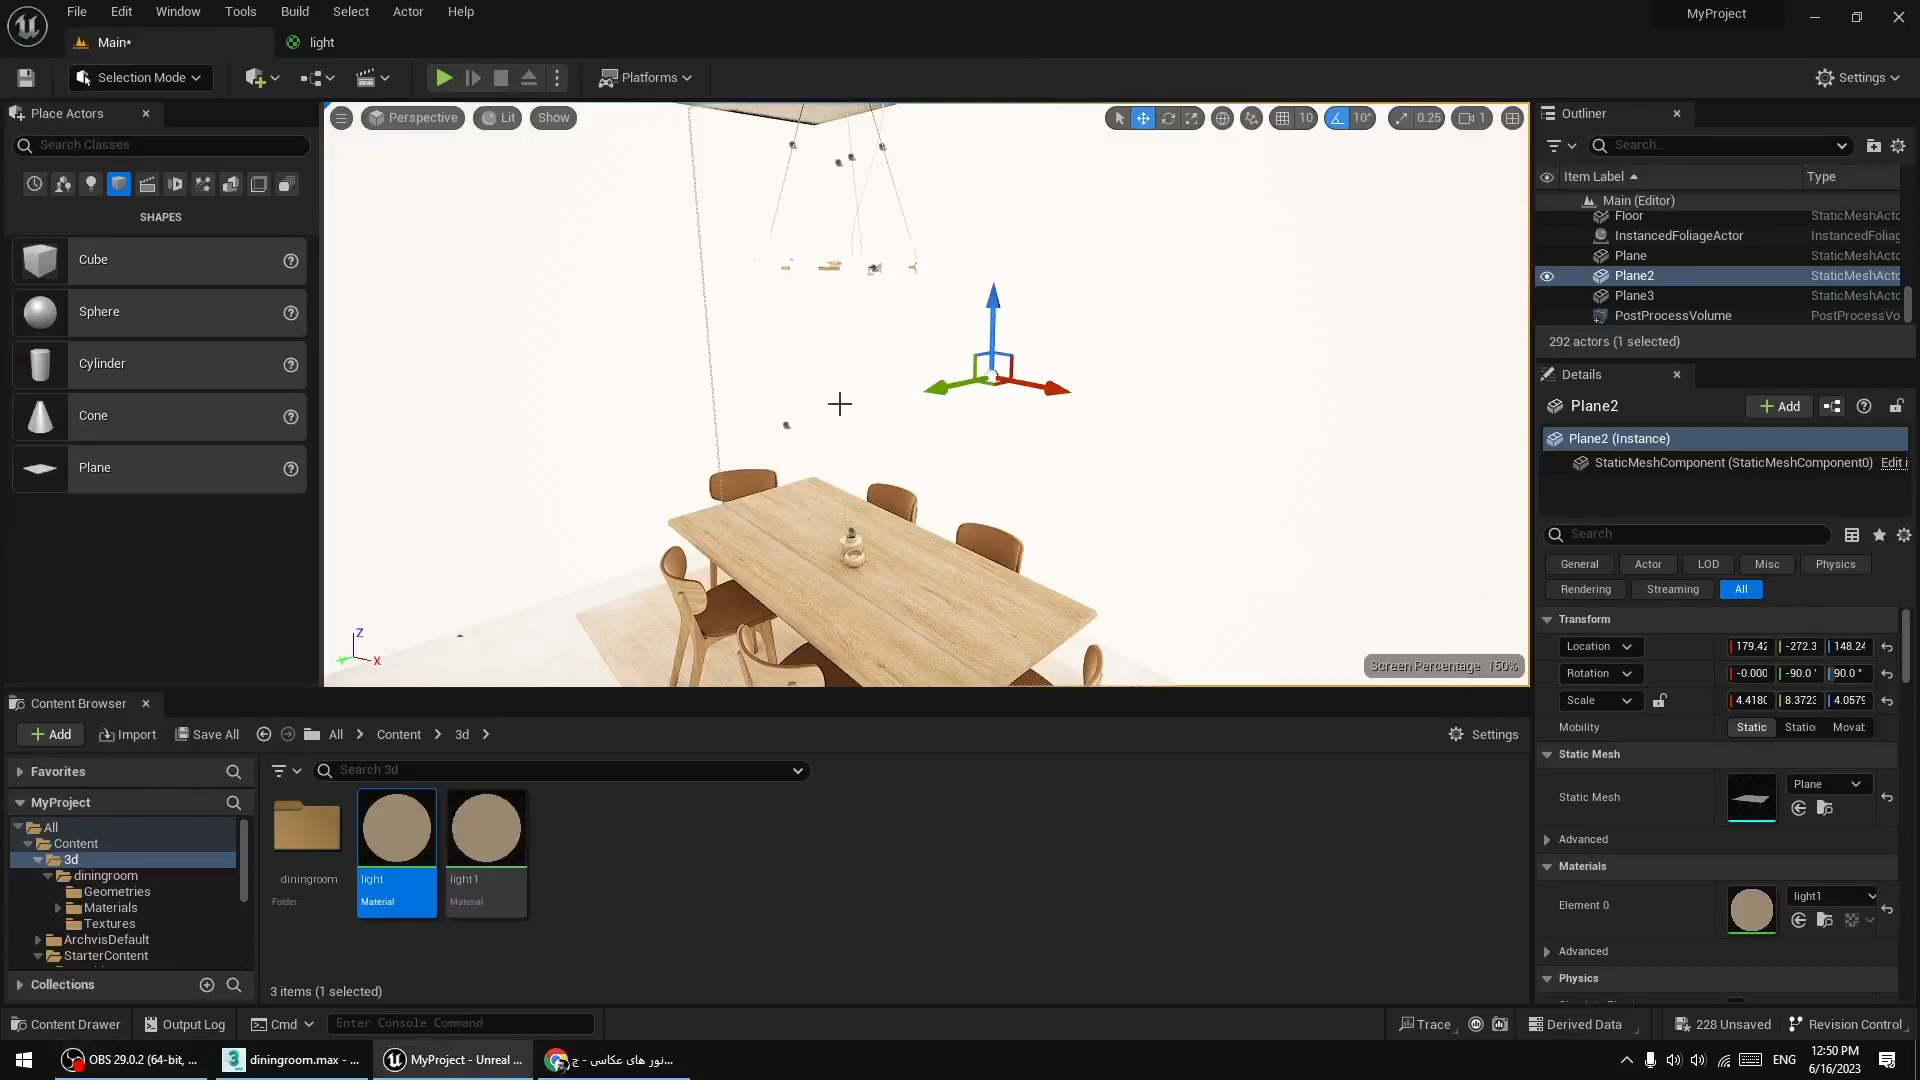 File Edit Window Tools Build Select Actor Help
MyProject
Main*
light
Selection Mode
Platforms
Settings
Place Actors
Search Classes
SHAPES
Cube
Sphere
Cylinder
Cone
Plane
Perspective Lit Show
10 10° 0.25 1
Z
X
Screen Percentage 150%
Outliner
Search...
Item Label Type
Main (Editor)
Floor StaticMeshActo
InstancedFoliageActor InstancedFoliag
Plane StaticMeshActo
Plane2 StaticMeshActo
Plane3 StaticMeshActo
PostProcessVolume PostProcessVo
292 actors (1 selected)
Details
Plane2
Add
Plane2 (Instance)
StaticMeshComponent (StaticMeshComponent0) Edit i
Search
General Actor LOD Misc Physics
Rendering Streaming All
Transform
Location 179.42 -272.3 148.24
Rotation -0.000 -90.0 ° 90.0 °
Scale 4.4180 8.3723 4.0579
Mobility Static Statio Movab
Static Mesh
Static Mesh Plane
Advanced
Materials
Element 0 light1
Advanced
Physics
Content Browser
Add Import Save All All Content 3d
Settings
Favorites
Search 3d
MyProject
All
Content
3d
diningroom
Geometries
Materials
Textures
ArchvisDefault
StarterContent
Collections
diningroom
Folder
light
Material
light1
Material
3 items (1 selected)
Content Drawer Output Log Cmd Enter Console Command
Trace Derived Data 228 Unsaved Revision Control
OBS 29.0.2 (64-bit, ...
diningroom.max - ...
MyProject - Unreal ...
نور های عکاسی - ج...
ENG
12:50 PM
6/16/2023